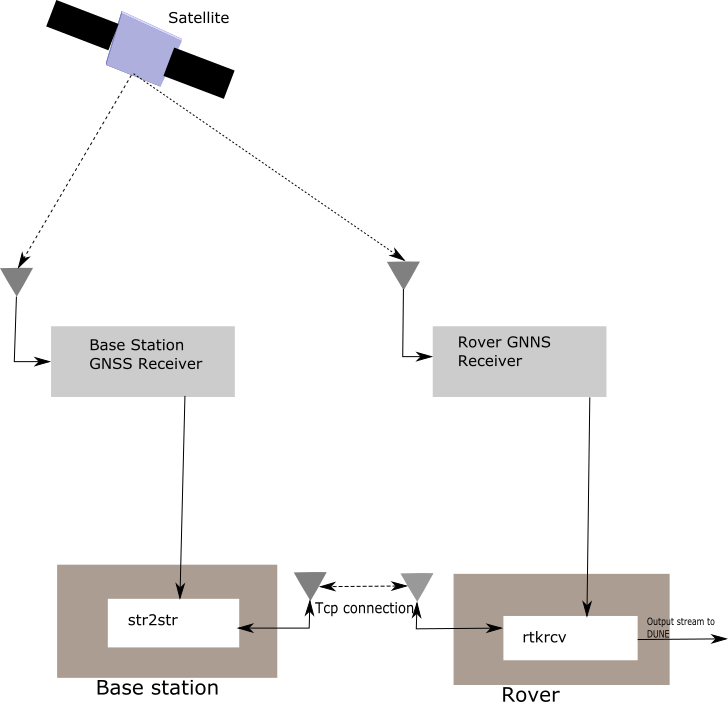 Satellite
Base Station
GNSS Receiver
Rover GNNS
Receiver
str2str
Tcp connection
rtkrcv
Output stream to
DUNE
Base station
Rover